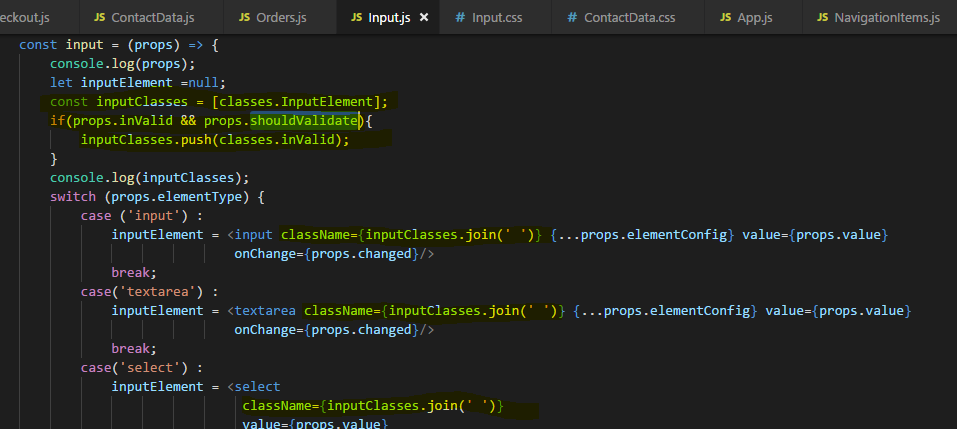 eckout.js JS ContactData.js JS Orders.js JS Input.js × # Input.css # ContactData.css JS App.js JS NavigationItems.js
const input = (props) => {
console.log(props);
let inputElement =null;
const inputClasses = [classes.InputElement];
if(props.inValid && props.shouldValidate){
inputClasses.push(classes.inValid);
}
console.log(inputClasses);
switch (props.elementType) {
case ('input') :
inputElement = <input className={inputClasses.join(' ')} {...props.elementConfig} value={props.value}
onChange={props.changed}/>
break;
case('textarea') :
inputElement = <textarea className={inputClasses.join(' ')} {...props.elementConfig} value={props.value}
onChange={props.changed}/>
break;
case('select') :
inputElement = <select
className={inputClasses.join(' ')}
value={props.value}